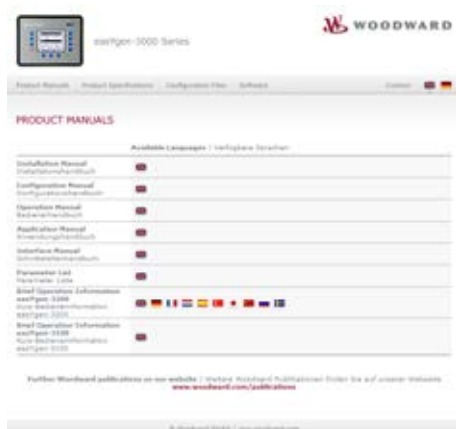 easYgen-3000 Series
WOODWARD
Product Manuals Product Specifications Configuration Files Software Contact
PRODUCT MANUALS
Available Languages / Verfügbare Sprachen
Installation Manual
Installationshandbuch
Configuration Manual
Konfigurationshandbuch
Operation Manual
Bedienerhandbuch
Application Manual
Anwendungshandbuch
Interface Manual
Schnittstellenhandbuch
Parameter List
Parameter Liste
Brief Operation Information
easYgen-3200
Kurz-Bedienerinformation
easYgen-3200
Brief Operation Information
easYgen-3100
Kurz-Bedienerinformation
easYgen-3100
Further Woodward publications on our website / Weitere Woodward Publikationen finden Sie auf unserer Webseite
www.woodward.com/publications